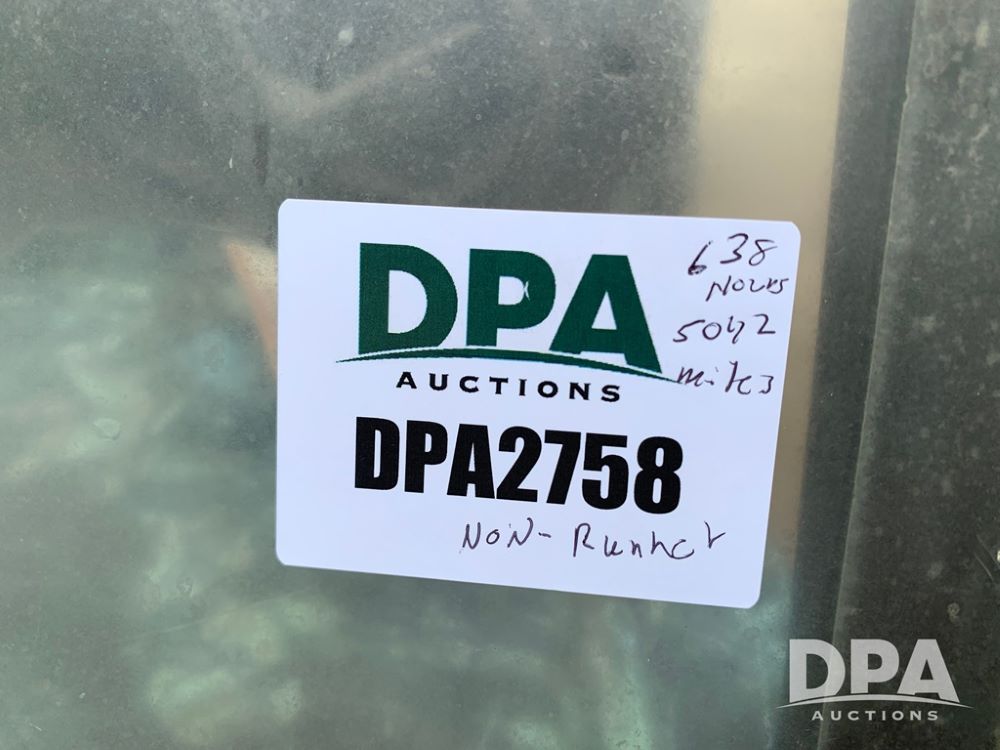 DPA
AUCTIONS
DPA2758
638
Hours
5042
miles
NON-Runner
DPA
AUCTIONS